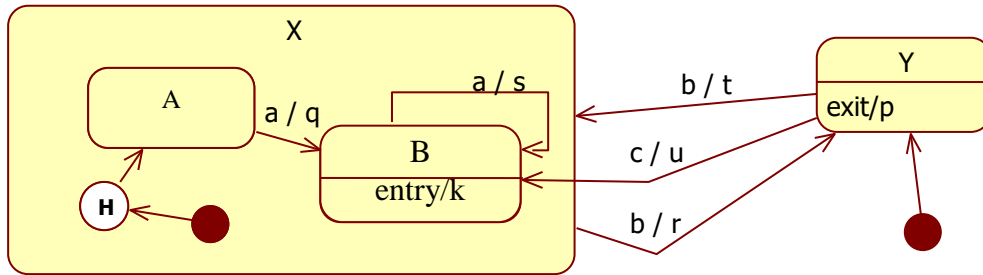 X
Y
A
a / q
a / s
B
entry/k
H
b / t
exit/p
c / u
b / r